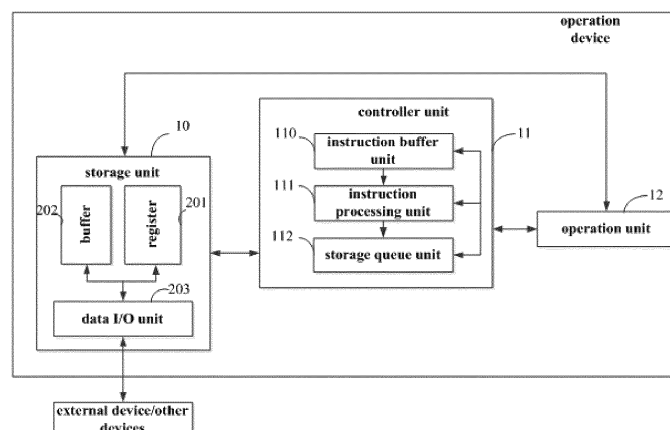 operation
device
controller unit
10
110
instruction buffer
unit
11
storage unit
111
instruction
processing unit
12
202
buffer
register
201
112
storage queue unit
operation unit
203
data I/O unit
external device/other
devices